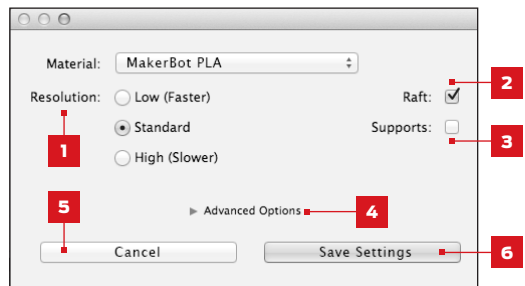 Material: MakerBot PLA
Resolution: Low (Faster) Raft: 2
Standard Supports: 3
1
High (Slower)
5 Advanced Options 4
Cancel Save Settings 6